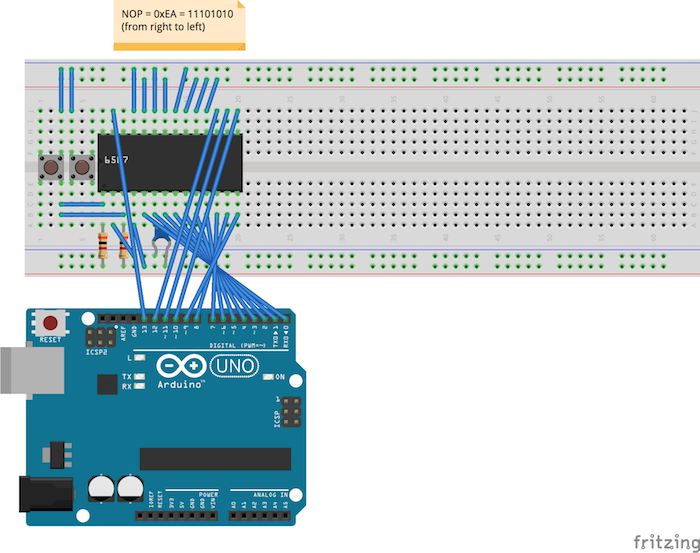 NOP = 0xEA = 11101010
(from right to left)
6507
RESET
ICSP2
AREF
GND
13
12
~11
~10
~9
8
7
~6
~5
4
~3
2
TX▶1
RX◀0
DIGITAL (PWM=~)
L
TX
RX
Arduino™
UNO
ON
1
ICSP
POWER
ANALOG IN
IOREF
RESET
3V3
5V
GND
GND
VIN
A0
A1
A2
A3
A4
A5
fritzing